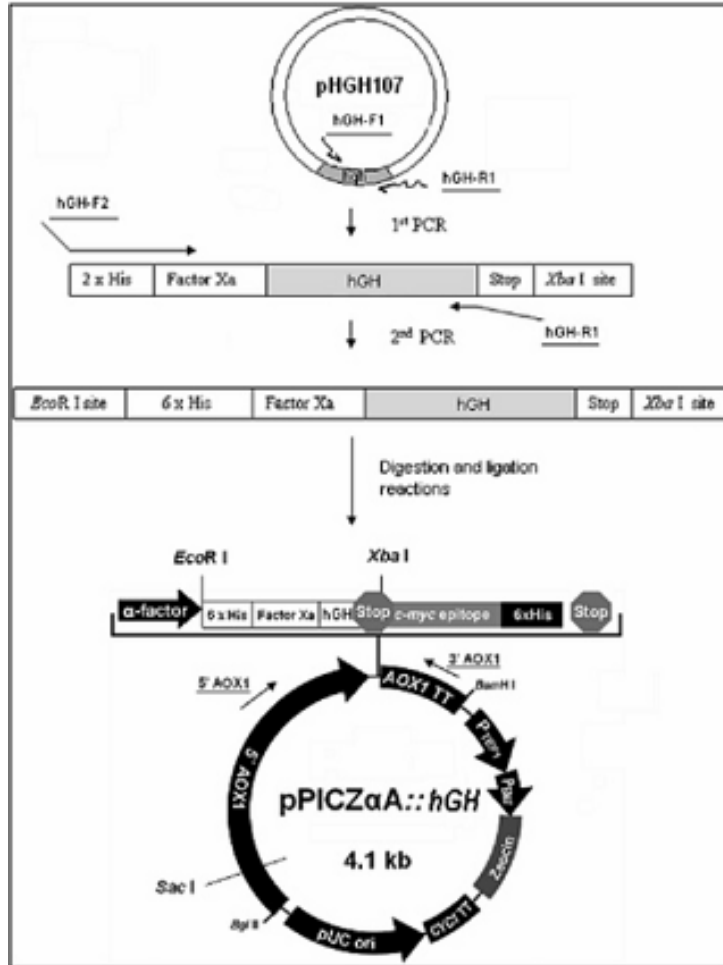 pHGH107
hGH-F1
hGH-R1
hGH-F2
1st PCR
2 x His Factor Xa hGH Stop Xba I site
hGH-R1
2nd PCR
EcoR I site 6 x His Factor Xa hGH Stop Xba I site
Digestion and ligation
reactions
EcoR I Xba I
α-factor 6xHis Factor Xa hGH Stop c-myc epitope 6xHis Stop
5' AOX1 3' AOX1
AOX1 TT BamH I
5' AOX1
PTEF1
pPICZαA::hGH
4.1 kb
Zeocin
Sac I
Bgl II
pUC ori
CYC1 TT